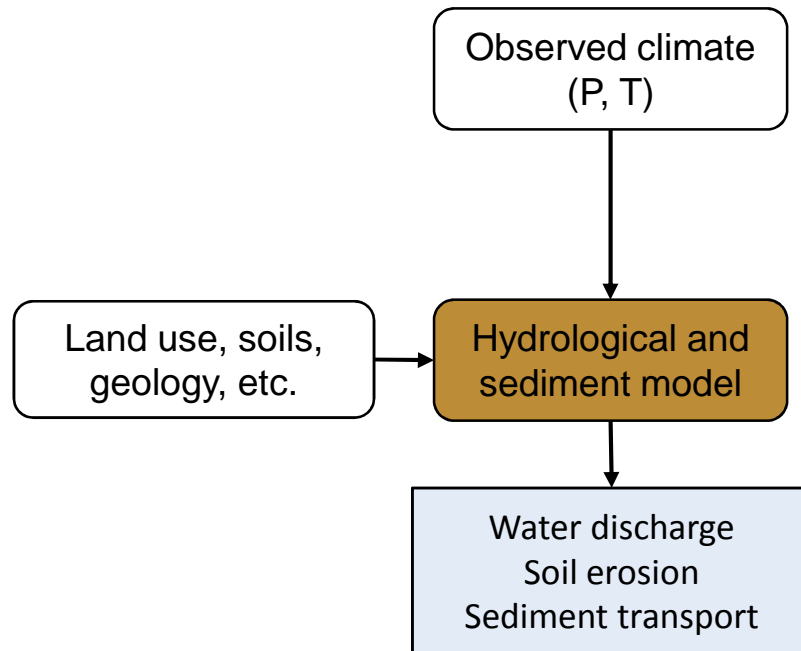 Observed climate
(P, T)
Land use, soils,
geology, etc.
Hydrological and
sediment model
Water discharge
Soil erosion
Sediment transport